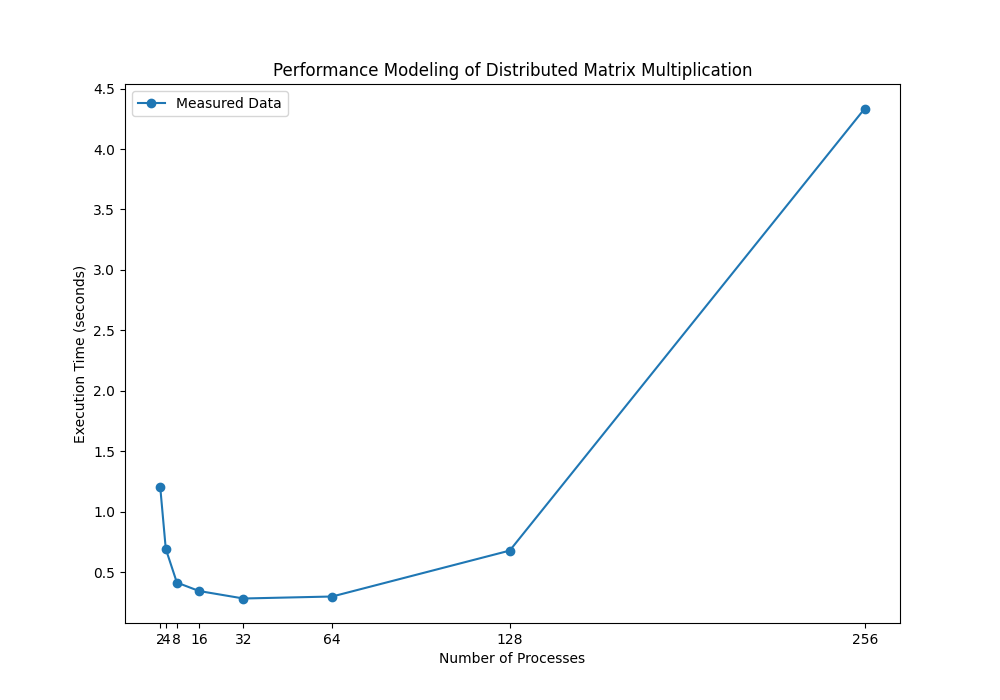 Performance Modeling of Distributed Matrix Multiplication
Measured Data
4.5
4.0
3.5
3.0
2.5
2.0
1.5
1.0
0.5
Execution Time (seconds)
2 4 8 16 32 64 128 256
Number of Processes